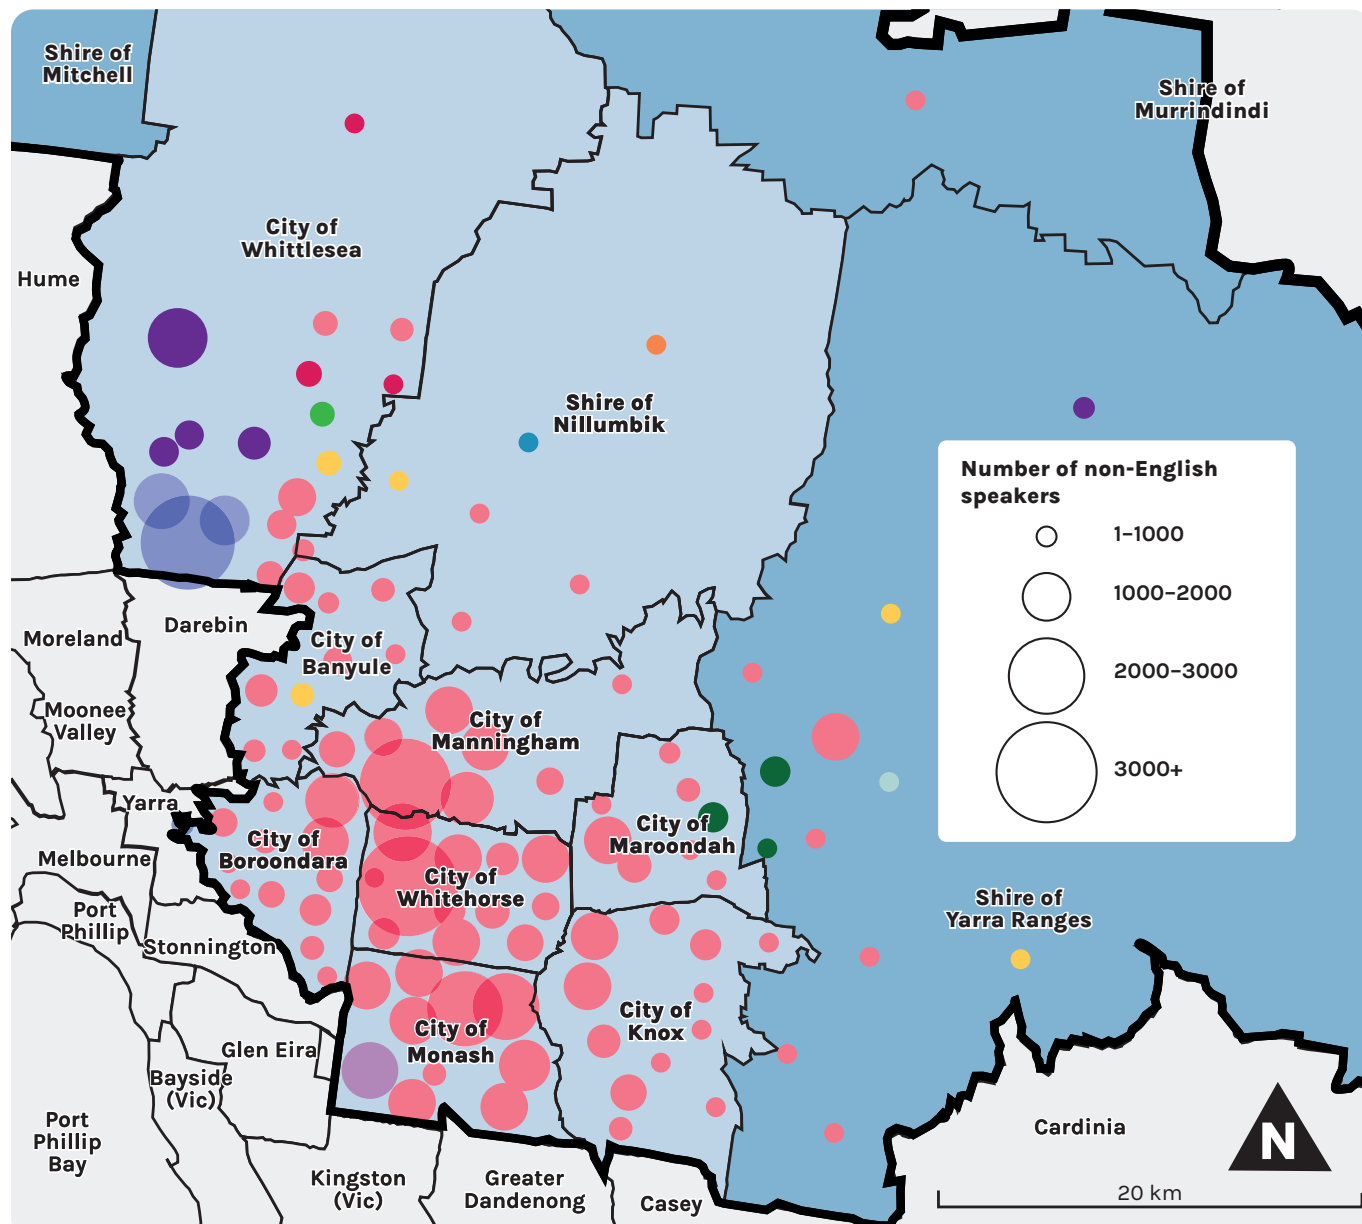 Shire of
Mitchell
Shire of
Murrindindi
City of
Whittlesea
Hume
Shire of
Nillumbik
Number of non-English
speakers
1–1000
1000–2000
2000–3000
3000+
Moreland
Darebin
City of
Banyule
Moonee
Valley
City of
Manningham
Yarra
City of
Boroondara
City of
Maroondah
Melbourne
City of
Whitehorse
Port
Phillip
Stonnington
Shire of
Yarra Ranges
City of
Knox
City of
Monash
Glen Eira
Bayside
(Vic)
Port
Phillip
Bay
Cardinia
N
Kingston
(Vic)
Greater
Dandenong
Casey
20 km